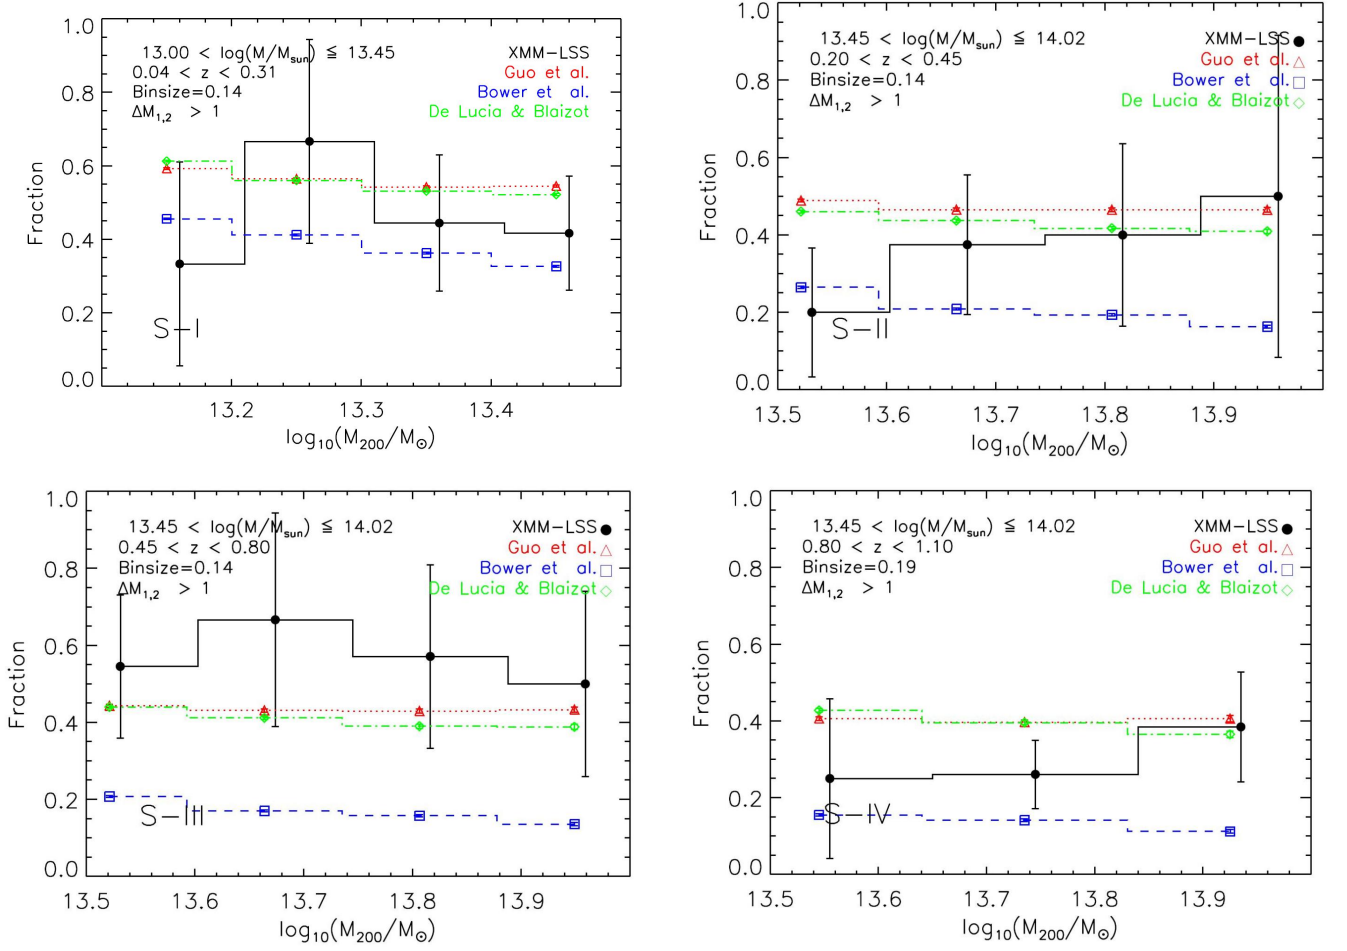 13.00 < log(M/Msun) ≦ 13.45
0.04 < z < 0.31
Binsize=0.14
ΔM1,2 > 1
XMM-LSS
Guo et al.
Bower et al.
De Lucia & Blaizot
S-I
Fraction
1.0
0.8
0.6
0.4
0.2
0.0
13.2 13.3 13.4
log10(M200/M⊙)
13.45 < log(M/Msun) ≦ 14.02
0.20 < z < 0.45
Binsize=0.14
ΔM1,2 > 1
XMM-LSS
Guo et al.
Bower et al.
De Lucia & Blaizot
S-II
Fraction
1.0
0.8
0.6
0.4
0.2
0.0
13.5 13.6 13.7 13.8 13.9
log10(M200/M⊙)
13.45 < log(M/Msun) ≦ 14.02
0.45 < z < 0.80
Binsize=0.14
ΔM1,2 > 1
XMM-LSS
Guo et al.
Bower et al.
De Lucia & Blaizot
S-III
Fraction
1.0
0.8
0.6
0.4
0.2
0.0
13.5 13.6 13.7 13.8 13.9
log10(M200/M⊙)
13.45 < log(M/Msun) ≦ 14.02
0.80 < z < 1.10
Binsize=0.19
ΔM1,2 > 1
XMM-LSS
Guo et al.
Bower et al.
De Lucia & Blaizot
S-IV
Fraction
1.0
0.8
0.6
0.4
0.2
0.0
13.5 13.6 13.7 13.8 13.9
log10(M200/M⊙)